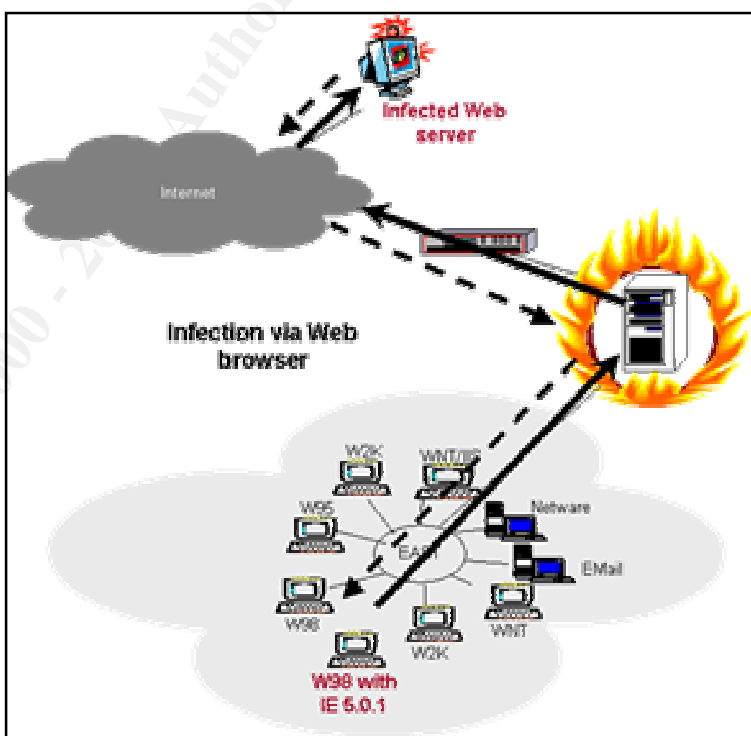 Infected Web
server
Internet
Infection via Web
browser
W2K
WNT/IIS
W95
Netware
EMail
W98
W2K
WNT
W98 with
IE 5.0.1